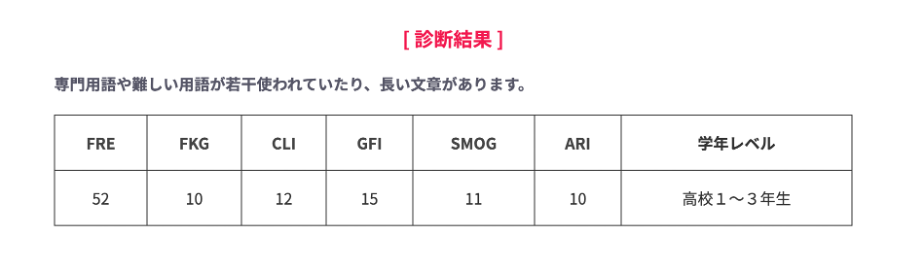 [ 診断結果 ]
専門用語や難しい用語が若干使われていたり、長い文章があります。
FRE FKG CLI GFI SMOG ARI 学年レベル
52 10 12 15 11 10 高校１～３年生